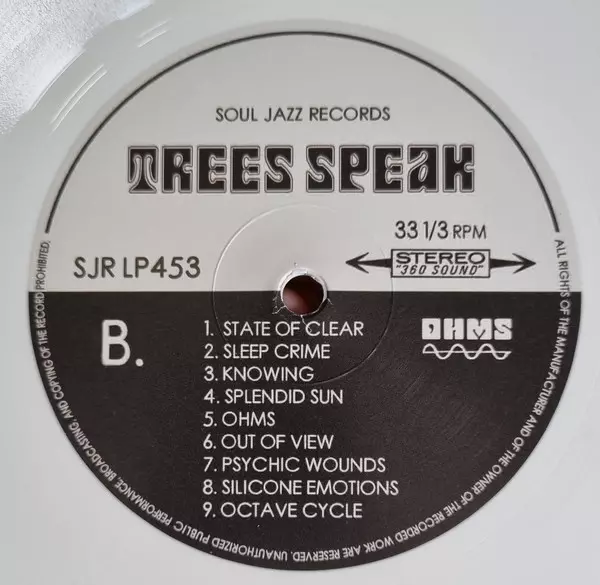 SOUL JAZZ RECORDS
TREES SPEAK
SJR LP453
33 1/3 RPM
STEREO
"360 SOUND"
B.
OHMS
1. STATE OF CLEAR
2. SLEEP CRIME
3. KNOWING
4. SPLENDID SUN
5. OHMS
6. OUT OF VIEW
7. PSYCHIC WOUNDS
8. SILICONE EMOTIONS
9. OCTAVE CYCLE
ALL RIGHTS OF THE MANUFACTURER AND OF THE OWNER OF THE RECORDED WORK ARE RESERVED. UNAUTHORIZED PUBLIC PERFORMANCE, BROADCASTING, AND COPYING OF THE RECORD PROHIBITED.